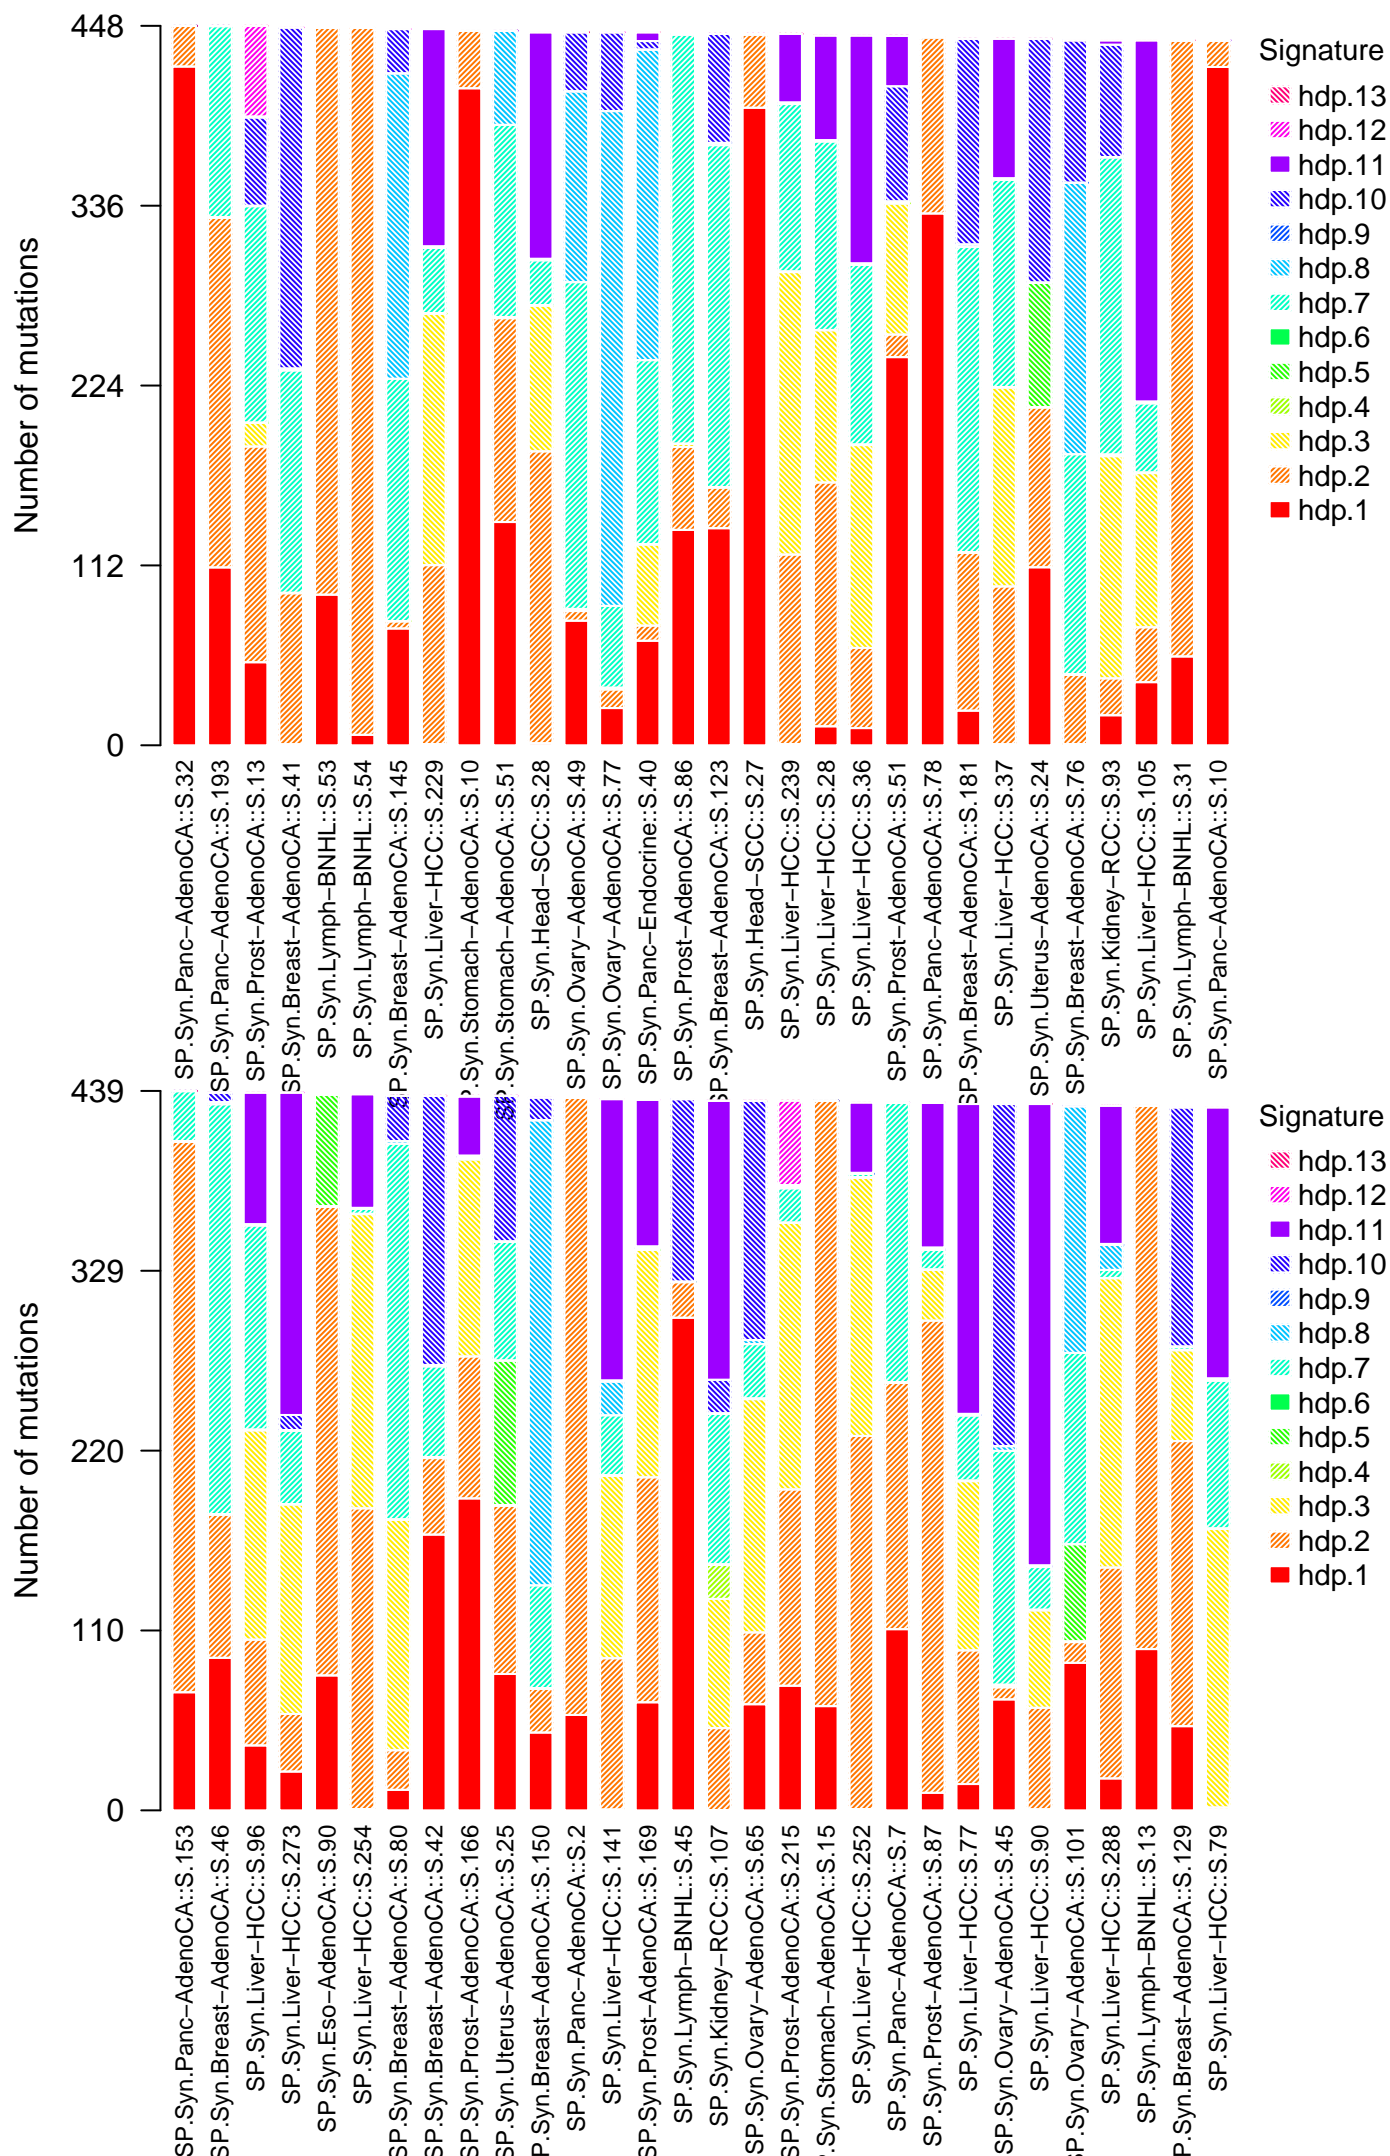 Number of mutations
448
336
224
112
0
Signature
hdp.13
hdp.12
hdp.11
hdp.10
hdp.9
hdp.8
hdp.7
hdp.6
hdp.5
hdp.4
hdp.3
hdp.2
hdp.1
SP.Syn.Panc−AdenoCA::S.32
SP.Syn.Panc−AdenoCA::S.193
SP.Syn.Prost−AdenoCA::S.13
SP.Syn.Breast−AdenoCA::S.41
SP.Syn.Lymph−BNHL::S.53
SP.Syn.Lymph−BNHL::S.54
SP.Syn.Breast−AdenoCA::S.145
SP.Syn.Liver−HCC::S.229
P.Syn.Stomach−AdenoCA::S.10
SP.Syn.Stomach−AdenoCA::S.51
SP.Syn.Head−SCC::S.28
SP.Syn.Ovary−AdenoCA::S.49
SP.Syn.Ovary−AdenoCA::S.77
SP.Syn.Panc−Endocrine::S.40
SP.Syn.Prost−AdenoCA::S.86
SP.Syn.Breast−AdenoCA::S.123
SP.Syn.Head−SCC::S.27
SP.Syn.Liver−HCC::S.239
SP.Syn.Liver−HCC::S.28
SP.Syn.Liver−HCC::S.36
SP.Syn.Prost−AdenoCA::S.51
SP.Syn.Panc−AdenoCA::S.78
SP.Syn.Breast−AdenoCA::S.181
SP.Syn.Liver−HCC::S.37
SP.Syn.Uterus−AdenoCA::S.24
SP.Syn.Breast−AdenoCA::S.76
SP.Syn.Kidney−RCC::S.93
SP.Syn.Liver−HCC::S.105
SP.Syn.Lymph−BNHL::S.31
SP.Syn.Panc−AdenoCA::S.10
Number of mutations
439
329
220
110
0
Signature
hdp.13
hdp.12
hdp.11
hdp.10
hdp.9
hdp.8
hdp.7
hdp.6
hdp.5
hdp.4
hdp.3
hdp.2
hdp.1
SP.Syn.Panc−AdenoCA::S.153
SP.Syn.Breast−AdenoCA::S.46
SP.Syn.Liver−HCC::S.96
SP.Syn.Liver−HCC::S.273
SP.Syn.Eso−AdenoCA::S.90
SP.Syn.Liver−HCC::S.254
SP.Syn.Breast−AdenoCA::S.80
SP.Syn.Breast−AdenoCA::S.42
SP.Syn.Prost−AdenoCA::S.166
SP.Syn.Uterus−AdenoCA::S.25
P.Syn.Breast−AdenoCA::S.150
SP.Syn.Panc−AdenoCA::S.2
SP.Syn.Liver−HCC::S.141
SP.Syn.Prost−AdenoCA::S.169
SP.Syn.Lymph−BNHL::S.45
SP.Syn.Kidney−RCC::S.107
SP.Syn.Ovary−AdenoCA::S.65
SP.Syn.Prost−AdenoCA::S.215
P.Syn.Stomach−AdenoCA::S.15
SP.Syn.Liver−HCC::S.252
SP.Syn.Panc−AdenoCA::S.7
SP.Syn.Prost−AdenoCA::S.87
SP.Syn.Liver−HCC::S.77
SP.Syn.Ovary−AdenoCA::S.45
SP.Syn.Liver−HCC::S.90
SP.Syn.Ovary−AdenoCA::S.101
SP.Syn.Liver−HCC::S.288
SP.Syn.Lymph−BNHL::S.13
P.Syn.Breast−AdenoCA::S.129
SP.Syn.Liver−HCC::S.79